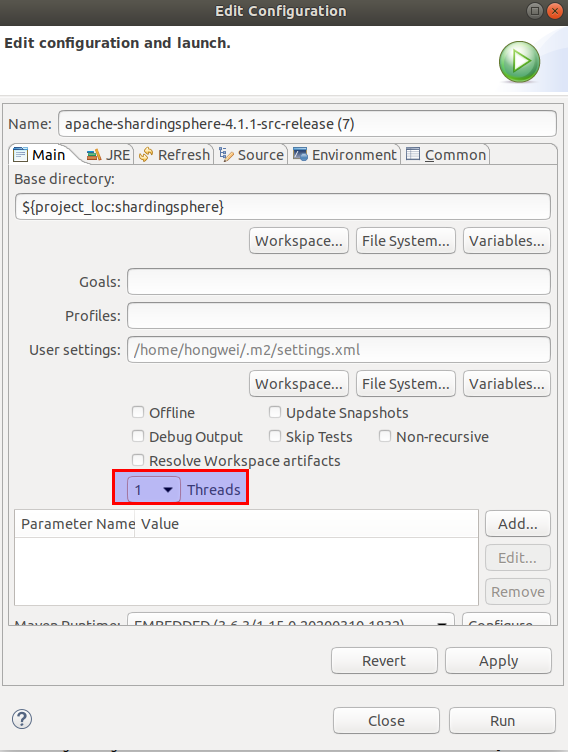 Edit Configuration
Edit configuration and launch.
Name: apache-shardingsphere-4.1.1-src-release (7)
Main JRE Refresh Source Environment Common
Base directory:
${project_loc:shardingsphere}
Workspace... File System... Variables...
Goals:
Profiles:
User settings: /home/hongwei/.m2/settings.xml
Workspace... File System... Variables...
Offline Update Snapshots
Debug Output Skip Tests Non-recursive
Resolve Workspace artifacts
1 Threads
Parameter Name Value Add...
Edit...
Remove
Maven Runtime: EMBEDDED (3.6.3/1.15.0.20200310-1832) Configure...
Revert Apply
? Close Run